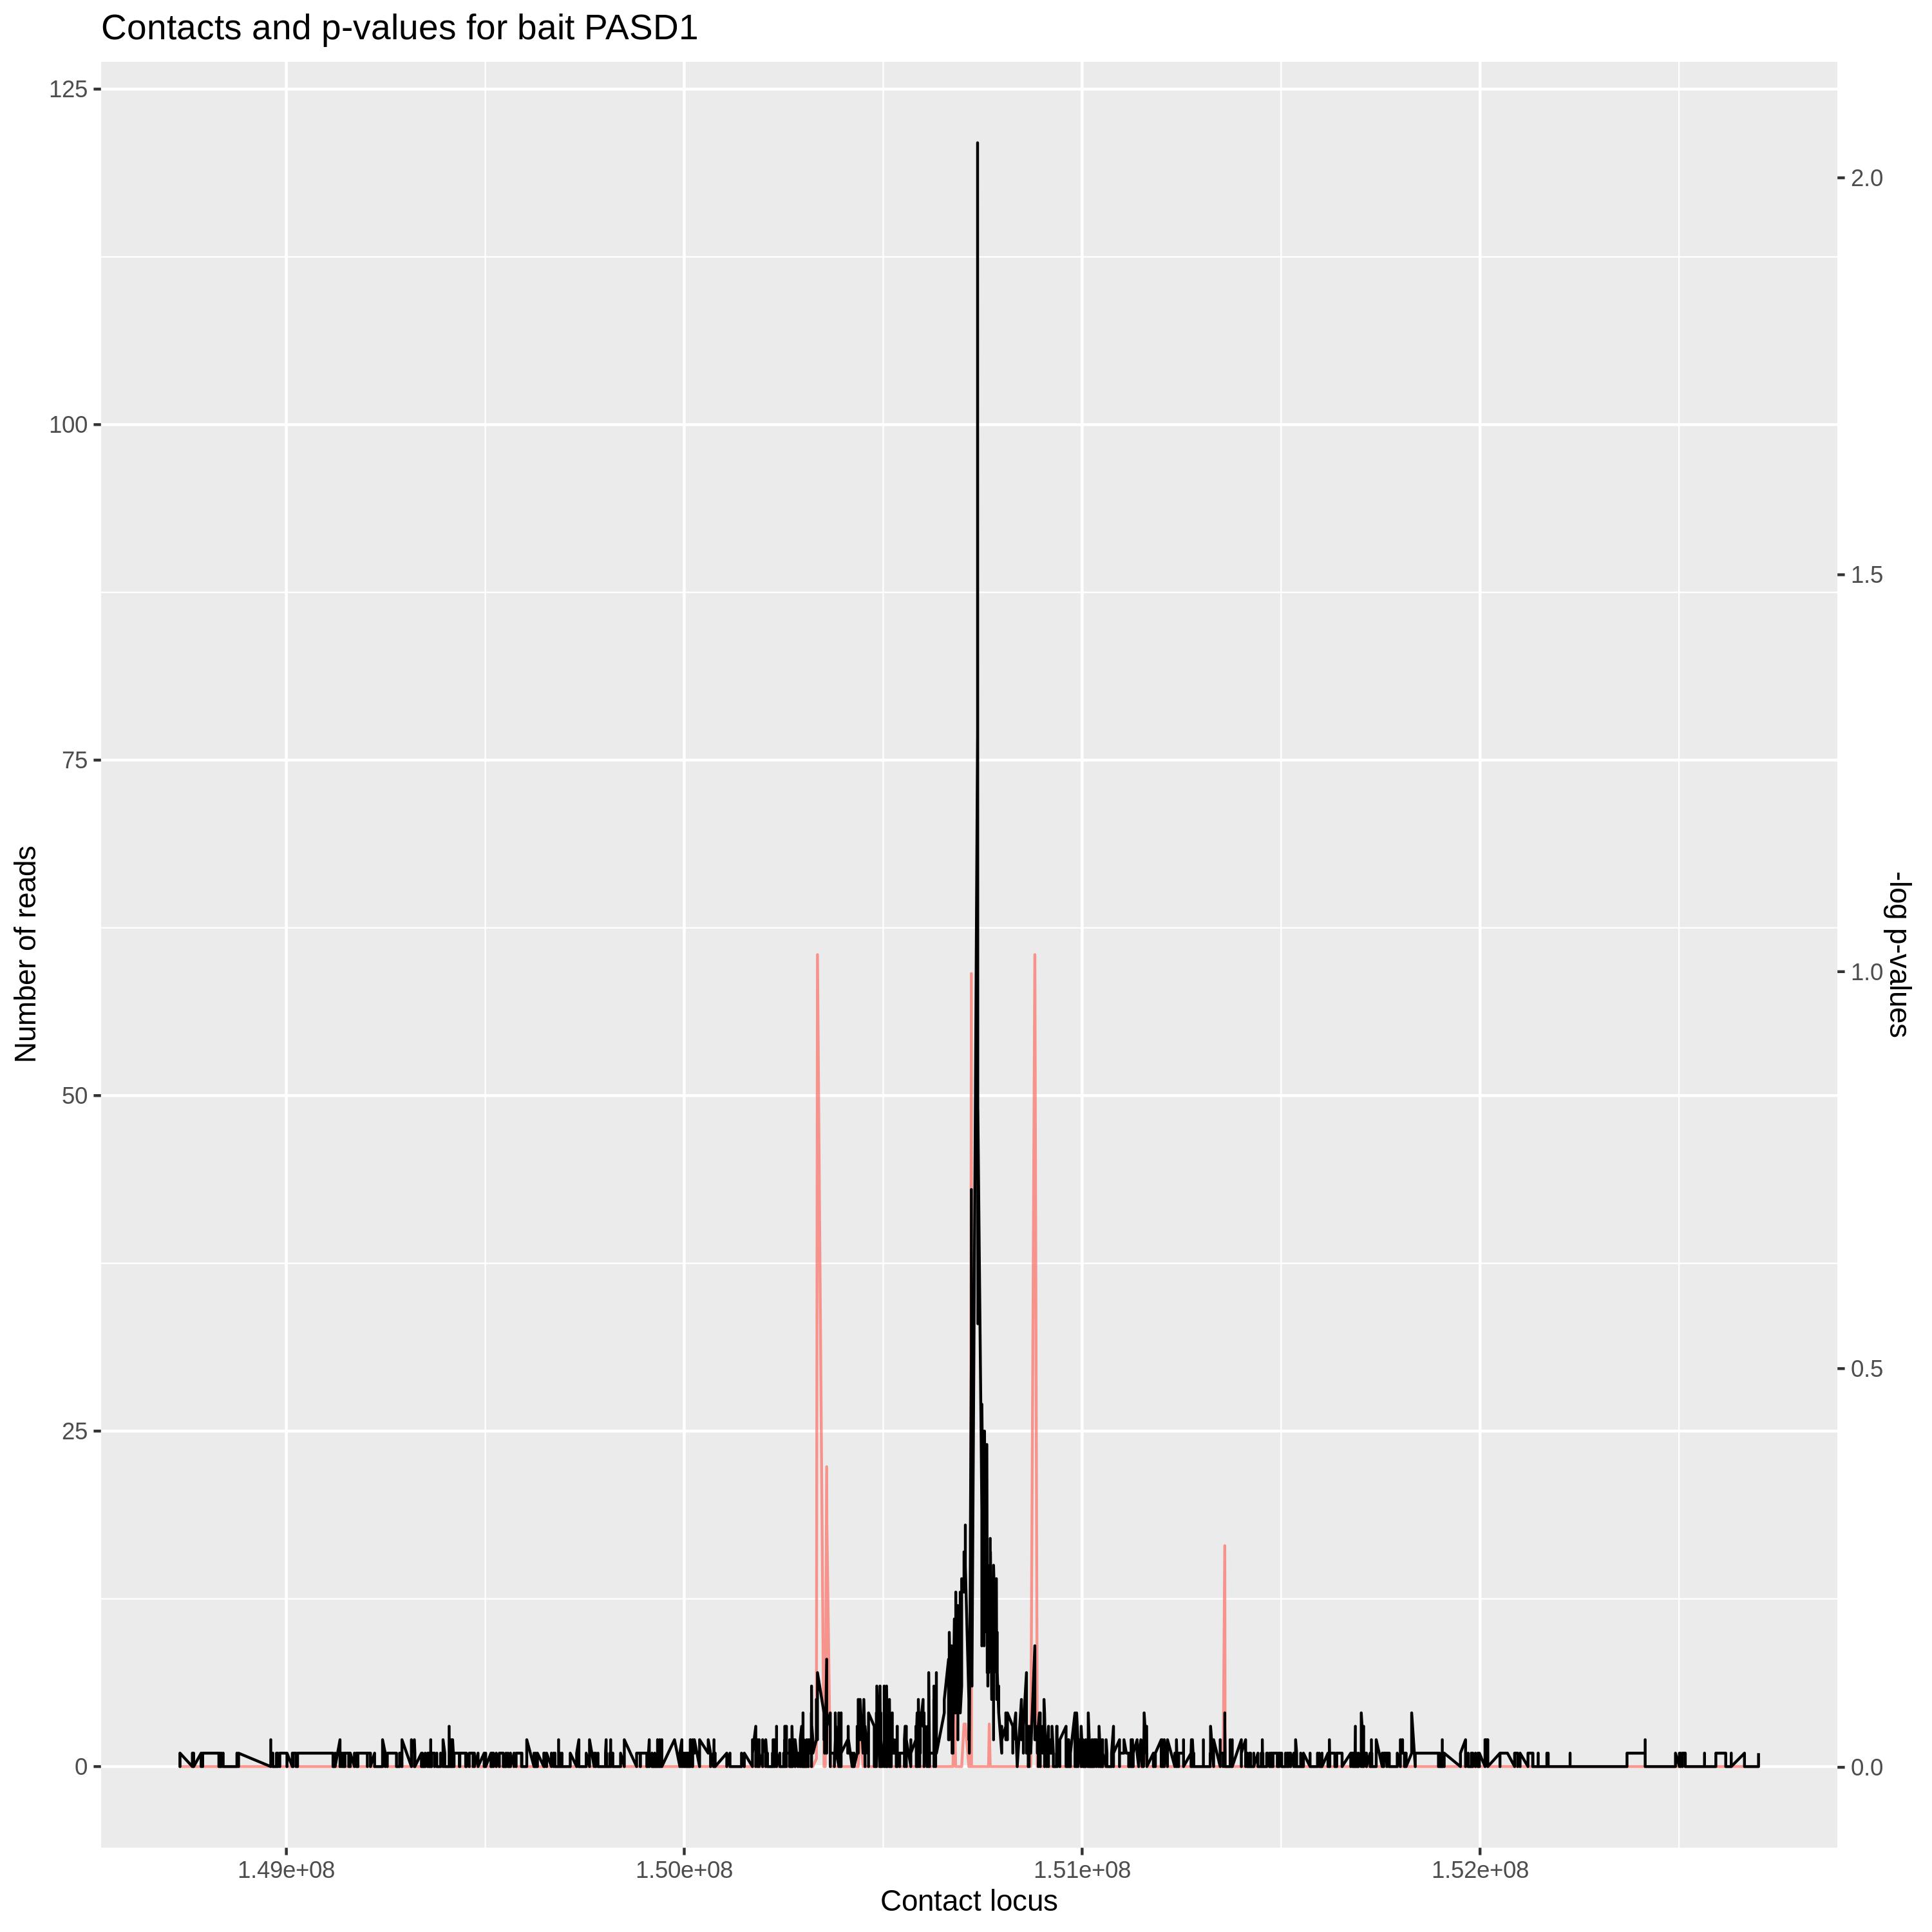 Contacts and p-values for bait PASD1
125
100
75
50
25
0
Number of reads
2.0
1.5
1.0
0.5
0.0
-log p-values
1.49e+08
1.50e+08
1.51e+08
1.52e+08
Contact locus